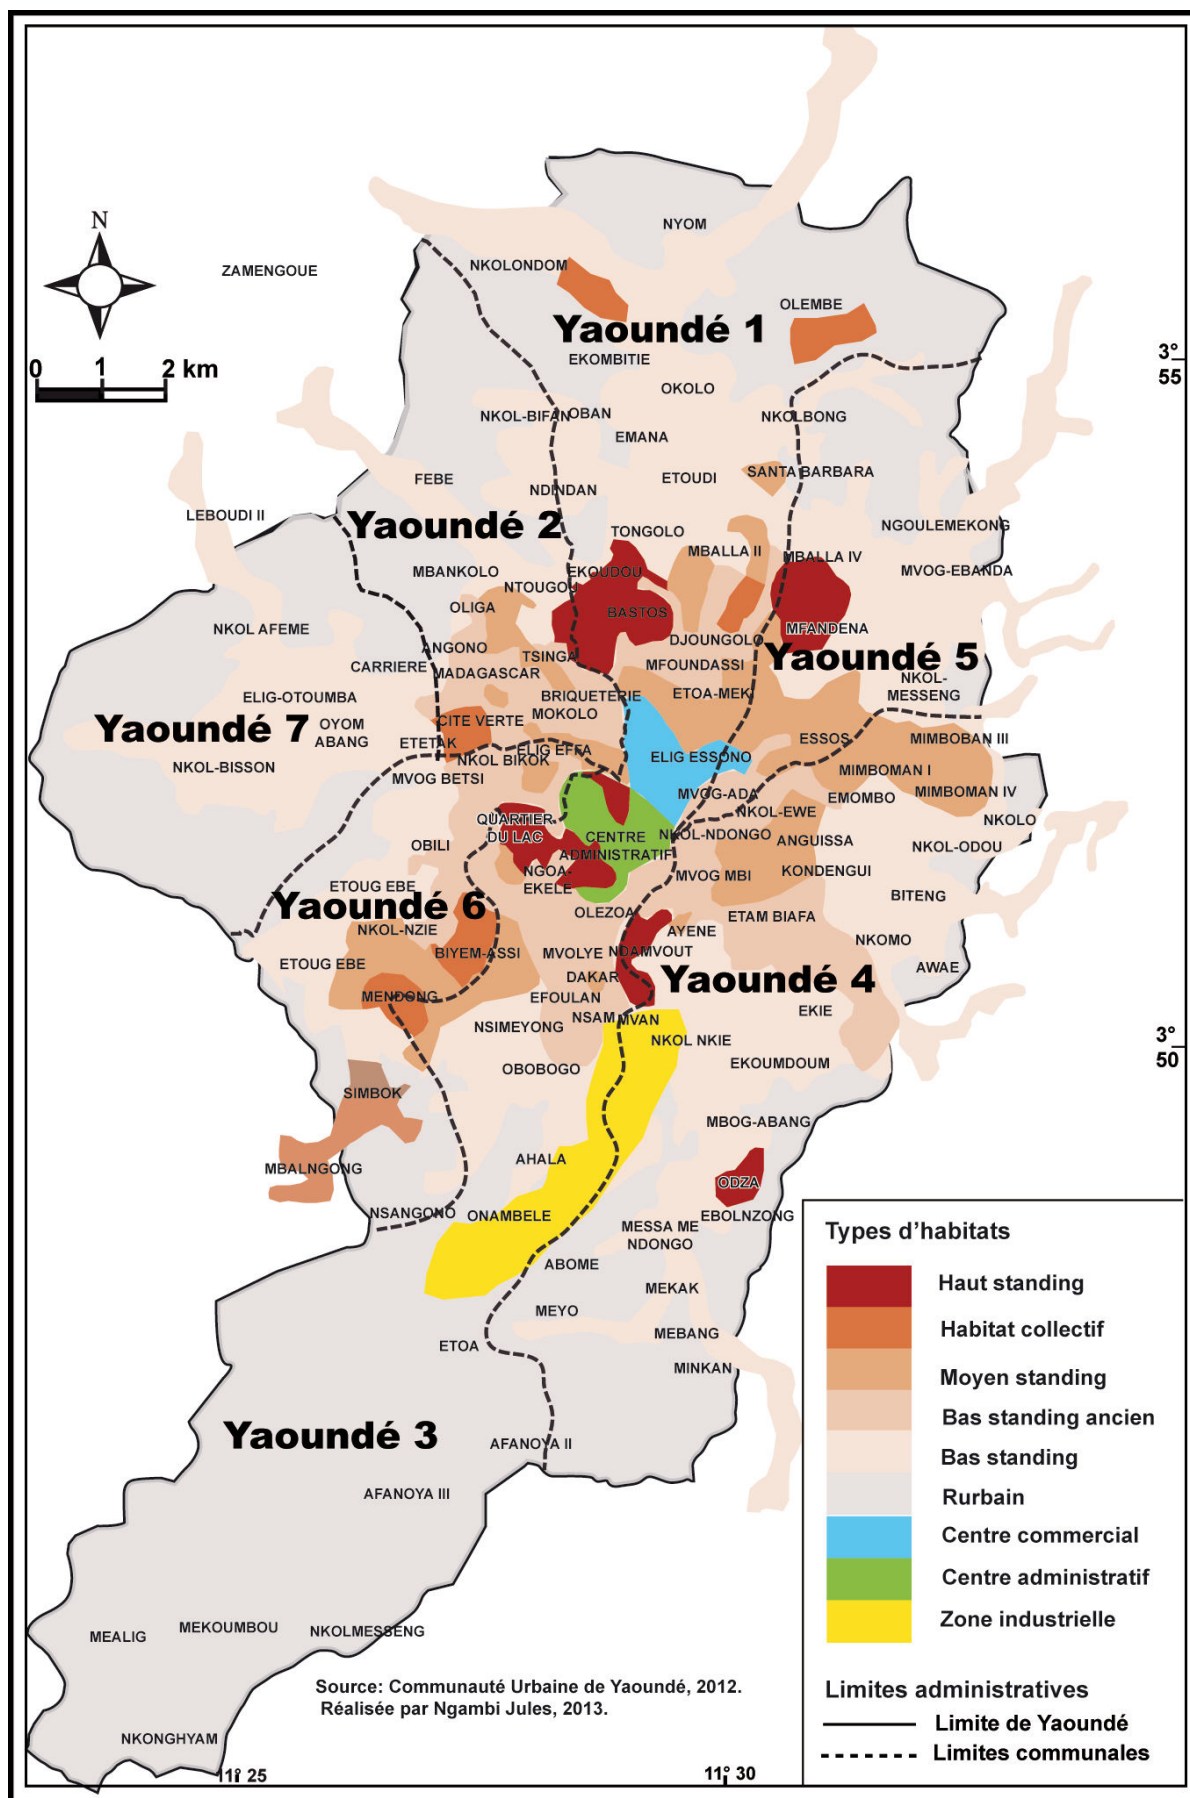 N
ZAMENGOUE
0 1 2 km
NYOM
NKOLONDOM
OLEMBE
Yaoundé 1
EKOMBITIE
3°
55
OKOLO
NKOL-BIFAN
OBAN
NKOLBONG
EMANA
FEBE
ETOUDI
SANTA BARBARA
NDINDAN
LEBOUDI II
Yaoundé 2
TONGOLO
NGOULEMEKONG
MBALLA II
MBALLA IV
MBANKOLO
EKOUDOU
MVOG-EBANDA
NTOUGOU
OLIGA
BASTOS
NKOL AFEME
MFANDENA
DJOUNGOLO
ANGONO
TSINGA
Yaoundé 5
CARRIERE
MADAGASCAR
MFOUNDASSI
NKOL-
MESSENG
ELIG-OTOUMBA
BRIQUETERIE
ETOA-MEKI
Yaoundé 7
OYOM
ABANG
CITE VERTE
MOKOLO
ETETAK
ELIG EFFA
ELIG ESSONO
ESSOS
MIMBOBAN III
NKOL-BISSON
NKOL BIKOK
MVOG BETSI
MIMBOMAN I
MVOG-ADA
EMOMBO
MIMBOMAN IV
QUARTIER
DU LAC
NKOL-EWE
NKOLO
CENTRE
ADMINISTRATIF
NKOL-NDONGO
ANGUISSA
OBILI
NKOL-ODOU
NGOA-
EKELE
MVOG MBI
KONDENGUI
ETOUG EBE
BITENG
Yaoundé 6
OLEZOA
ETAM BIAFA
NKOL-NZIE
AYENE
NKOMO
ETOUG EBE
BIYEM-ASSI
MVOLYE
NDAMVOUT
AWAE
DAKAR
Yaoundé 4
MENDONG
EFOULAN
EKIE
NSAM
MVAN
NSIMEYONG
NKOL NKIE
3°
50
OBOBOGO
EKOUMDOUM
SIMBOK
MBOG-ABANG
AHALA
MBALNGONG
ODZA
NSANGONO
ONAMBELE
EBOLNZONG
MESSA ME
NDONGO
ABOME
MEKAK
MEYO
MEBANG
ETOA
MINKAN
Yaoundé 3
AFANOYA II
AFANOYA III
MEALIG
MEKOUMBOU
NKOLMESSENG
NKONGHYAM
Types d’habitats
Haut standing
Habitat collectif
Moyen standing
Bas standing ancien
Bas standing
Rurbain
Centre commercial
Centre administratif
Zone industrielle
Limites administratives
Limite de Yaoundé
Limites communales
Source: Communauté Urbaine de Yaoundé, 2012.
Réalisée par Ngambi Jules, 2013.
11° 25
11° 30